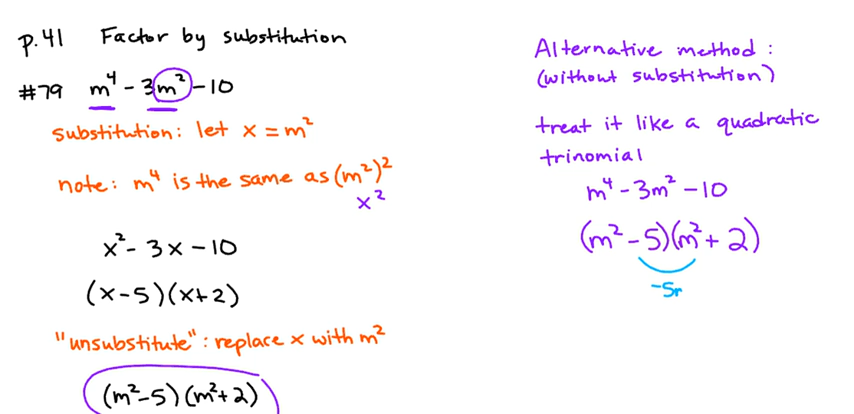 p.41 Factor by substitution
#79 m⁴ - 3m² - 10
substitution: let x = m²
note: m⁴ is the same as (m²)²
x²
x² - 3x - 10
(x-5)(x+2)
"unsubstitute": replace x with m²
(m²-5)(m²+2)
Alternative method:
(without substitution)
treat it like a quadratic
trinomial
m⁴ - 3m² - 10
(m² - 5)(m² + 2)